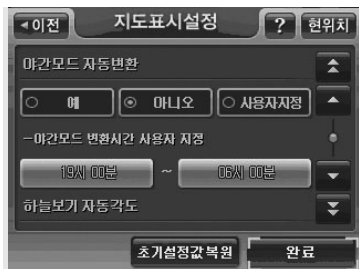 ◄이전 지도표시설정 ? 현위치
야간모드 자동변환
예 아니오 사용자지정
-야간모드 변환시간 사용자 지정
19시 00분 ~ 06시 00분
하늘보기 자동각도
초기설정값복원 완료